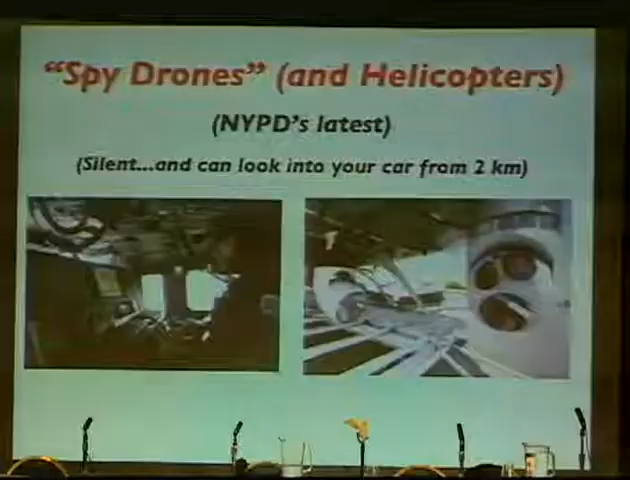 “Spy Drones” (and Helicopters)
(NYPD's latest)
(Silent...and can look into your car from 2 km)